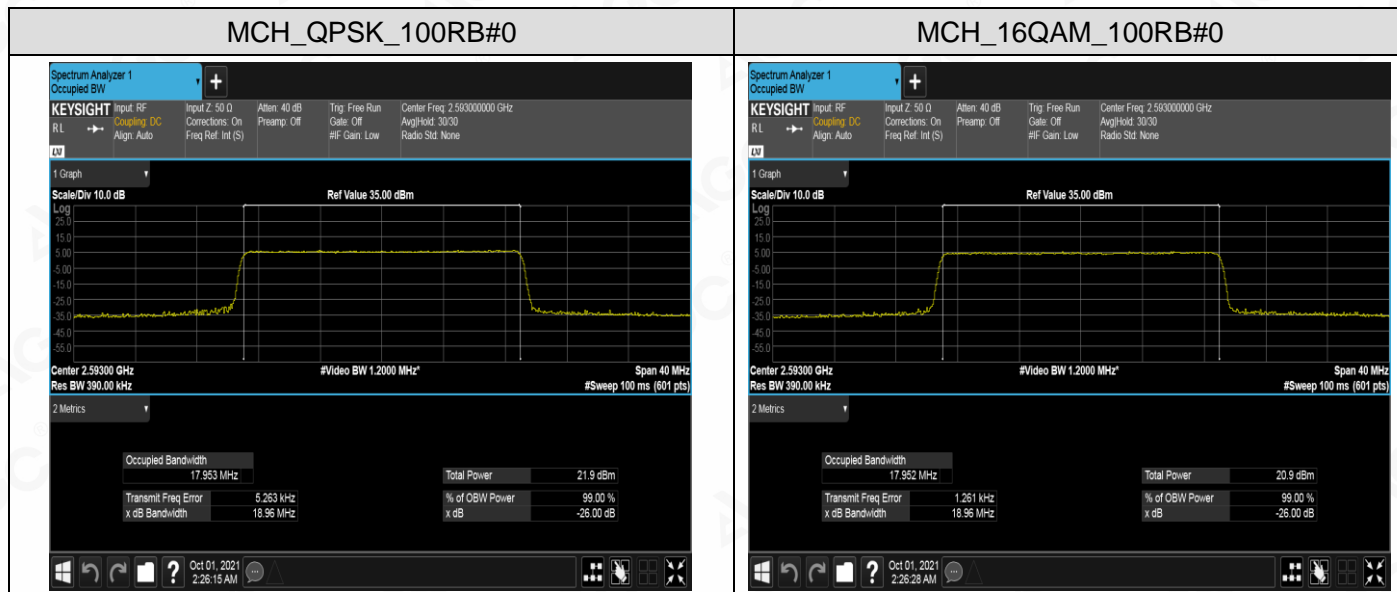 MCH_QPSK_100RB#0
Spectrum Analyzer 1
Occupied BW
KEYSIGHT
RL
LXI
Input: RF
Coupling: DC
Align: Auto
Input Z: 50 Ω
Corrections: On
Freq Ref: Int (S)
Atten: 40 dB
Preamp: Off
Trig: Free Run
Gate: Off
#IF Gain: Low
Center Freq: 2.593000000 GHz
Avg|Hold: 30/30
Radio Std: None
1 Graph
Scale/Div 10.0 dB
Ref Value 35.00 dBm
Log
25.0
15.0
5.00
-5.00
-15.0
-25.0
-35.0
-45.0
-55.0
Center 2.59300 GHz
#Video BW 1.2000 MHz*
Span 40 MHz
Res BW 390.00 kHz
#Sweep 100 ms (601 pts)
2 Metrics
Occupied Bandwidth
17.953 MHz
Total Power 21.9 dBm
Transmit Freq Error 5.263 kHz
% of OBW Power 99.00 %
x dB Bandwidth 18.96 MHz
x dB -26.00 dB
?
Oct 01, 2021
2:26:15 AM
MCH_16QAM_100RB#0
Spectrum Analyzer 1
Occupied BW
KEYSIGHT
RL
LXI
Input: RF
Coupling: DC
Align: Auto
Input Z: 50 Ω
Corrections: On
Freq Ref: Int (S)
Atten: 40 dB
Preamp: Off
Trig: Free Run
Gate: Off
#IF Gain: Low
Center Freq: 2.593000000 GHz
Avg|Hold: 30/30
Radio Std: None
1 Graph
Scale/Div 10.0 dB
Ref Value 35.00 dBm
Log
25.0
15.0
5.00
-5.00
-15.0
-25.0
-35.0
-45.0
-55.0
Center 2.59300 GHz
#Video BW 1.2000 MHz*
Span 40 MHz
Res BW 390.00 kHz
#Sweep 100 ms (601 pts)
2 Metrics
Occupied Bandwidth
17.952 MHz
Total Power 20.9 dBm
Transmit Freq Error 1.261 kHz
% of OBW Power 99.00 %
x dB Bandwidth 18.96 MHz
x dB -26.00 dB
?
Oct 01, 2021
2:26:28 AM